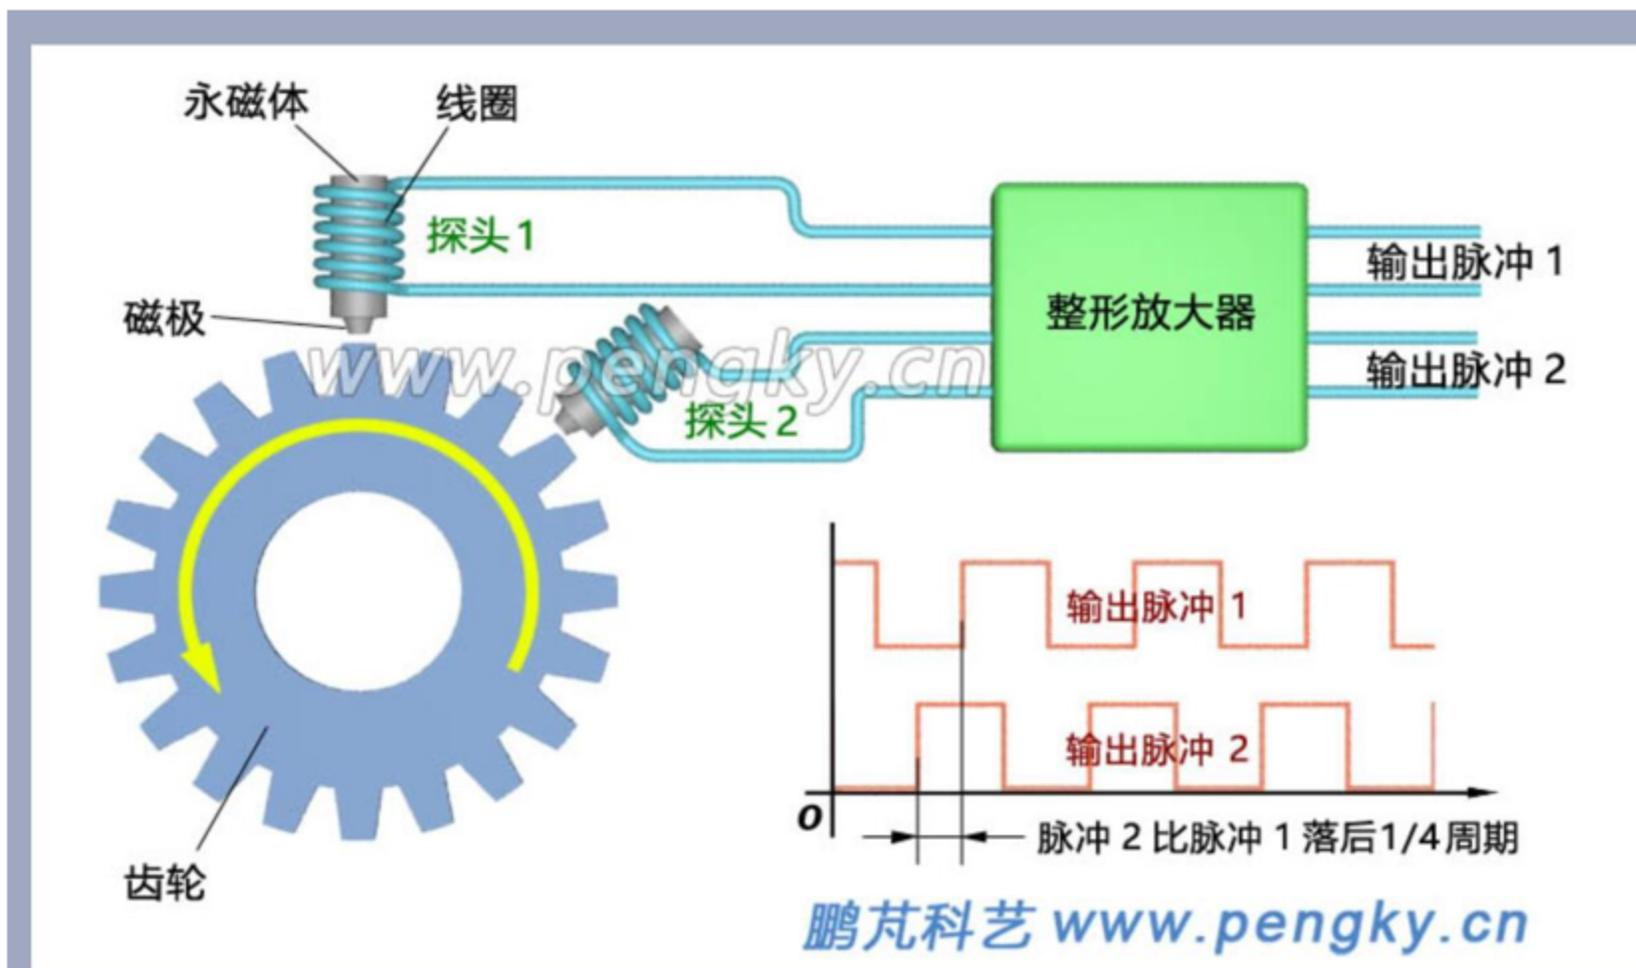 永磁体
线圈
探头1
磁极
整形放大器
输出脉冲 1
输出脉冲 2
www.pengky.cn
探头2
输出脉冲 1
输出脉冲 2
O
脉冲 2 比脉冲 1 落后1/4周期
齿轮
鹏芃科艺 www.pengky.cn